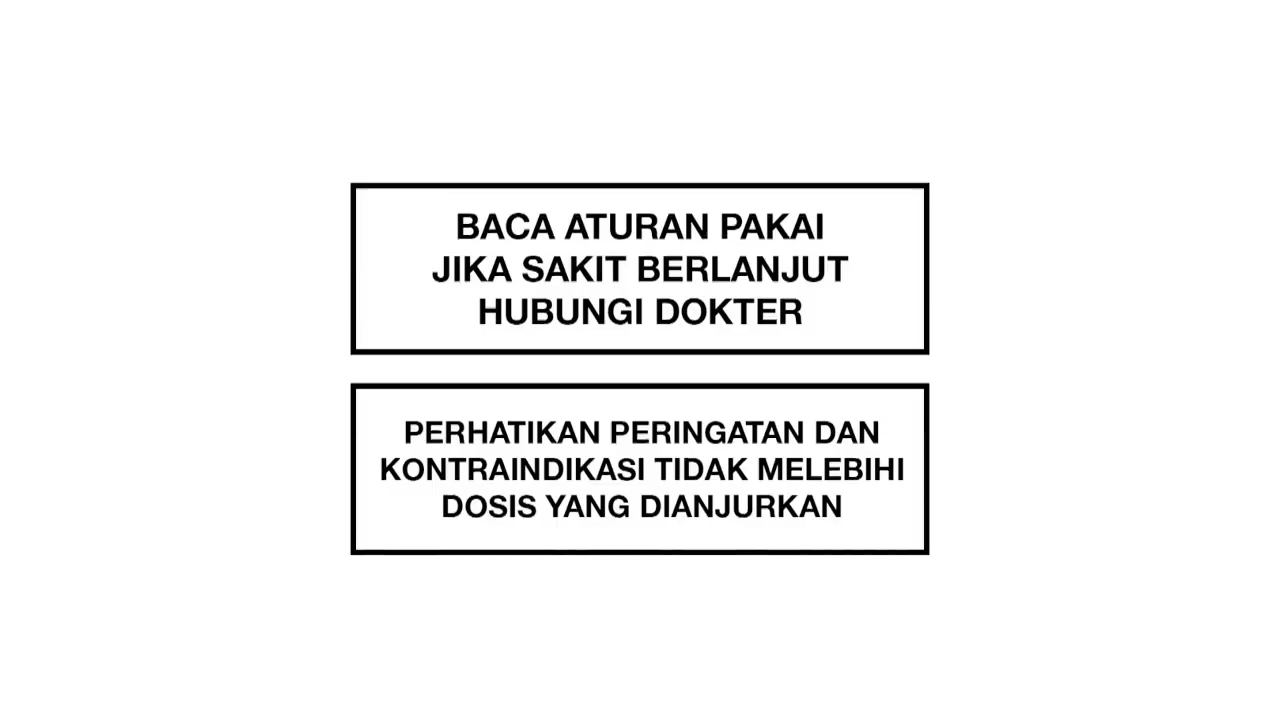 BACA ATURAN PAKAI
JIKA SAKIT BERLANJUT
HUBUNGI DOKTER
PERHATIKAN PERINGATAN DAN
KONTRAINDIKASI TIDAK MELEBIHI
DOSIS YANG DIANJURKAN